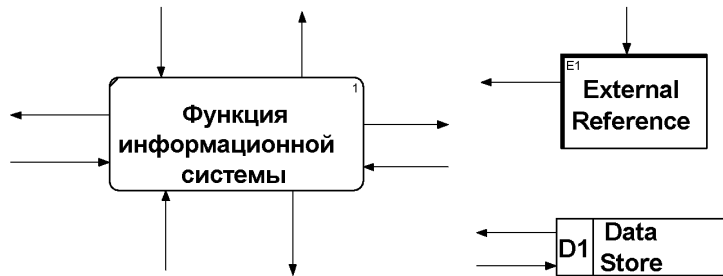 1
Функция
информационной
системы
E1
External
Reference
D1
Data
Store